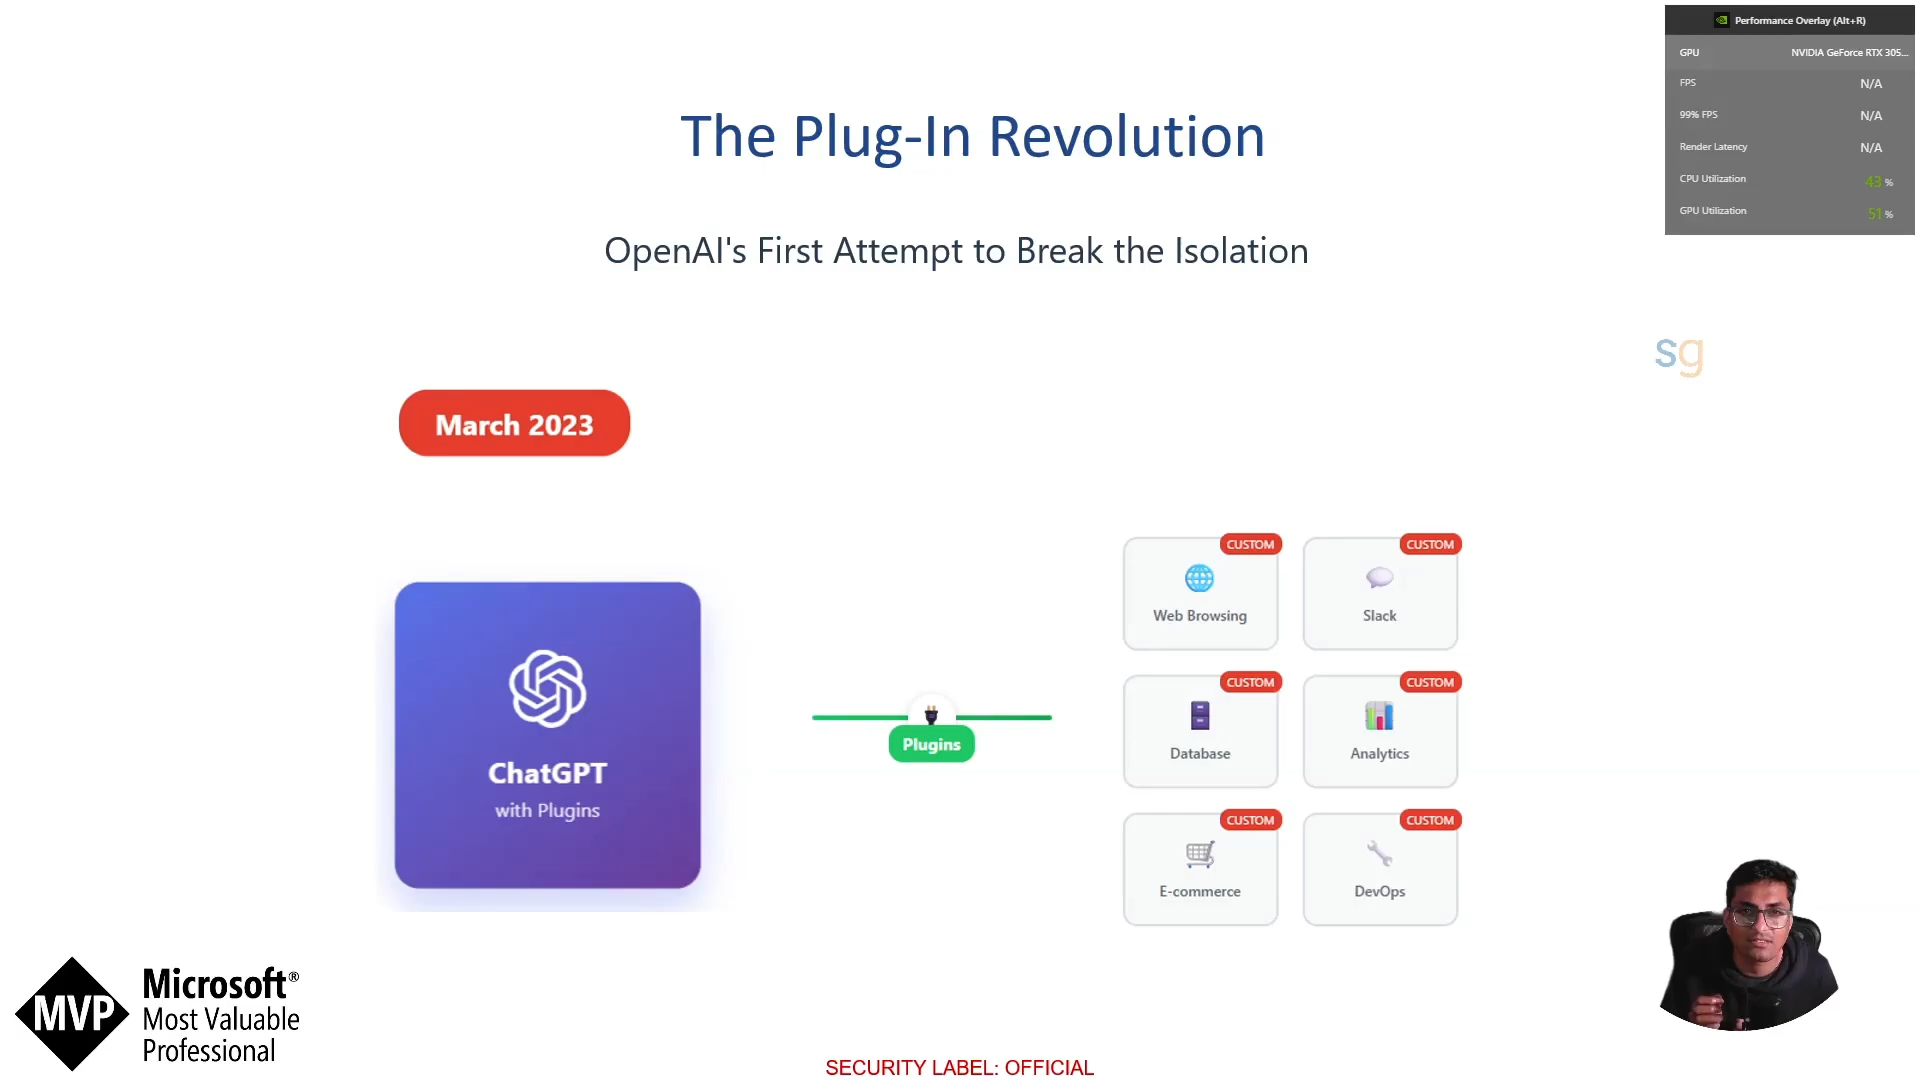 Performance Overlay (Alt+R)
GPU NVIDIA GeForce RTX 305...
FPS N/A
99% FPS N/A
Render Latency N/A
CPU Utilization 43 %
GPU Utilization 51 %
The Plug-In Revolution
OpenAI's First Attempt to Break the Isolation
sg
March 2023
ChatGPT
with Plugins
Plugins
CUSTOM
Web Browsing
CUSTOM
Slack
CUSTOM
Database
CUSTOM
Analytics
CUSTOM
E-commerce
CUSTOM
DevOps
MVP
Microsoft®
Most Valuable
Professional
SECURITY LABEL: OFFICIAL